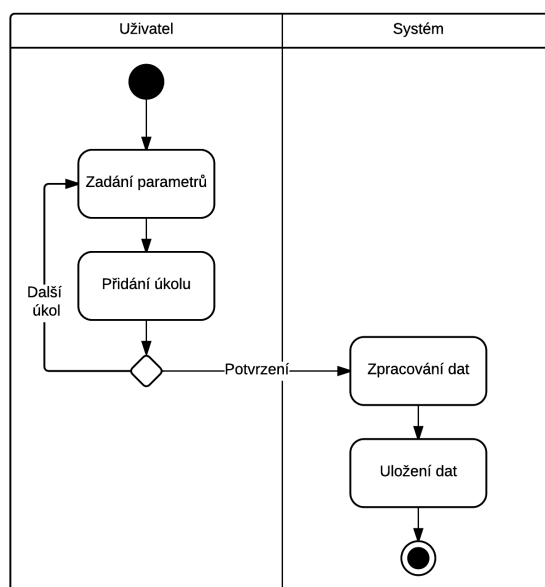 Uživatel
Systém
Zadání parametrů
Přidání úkolu
Další
úkol
Potvrzení
Zpracování dat
Uložení dat